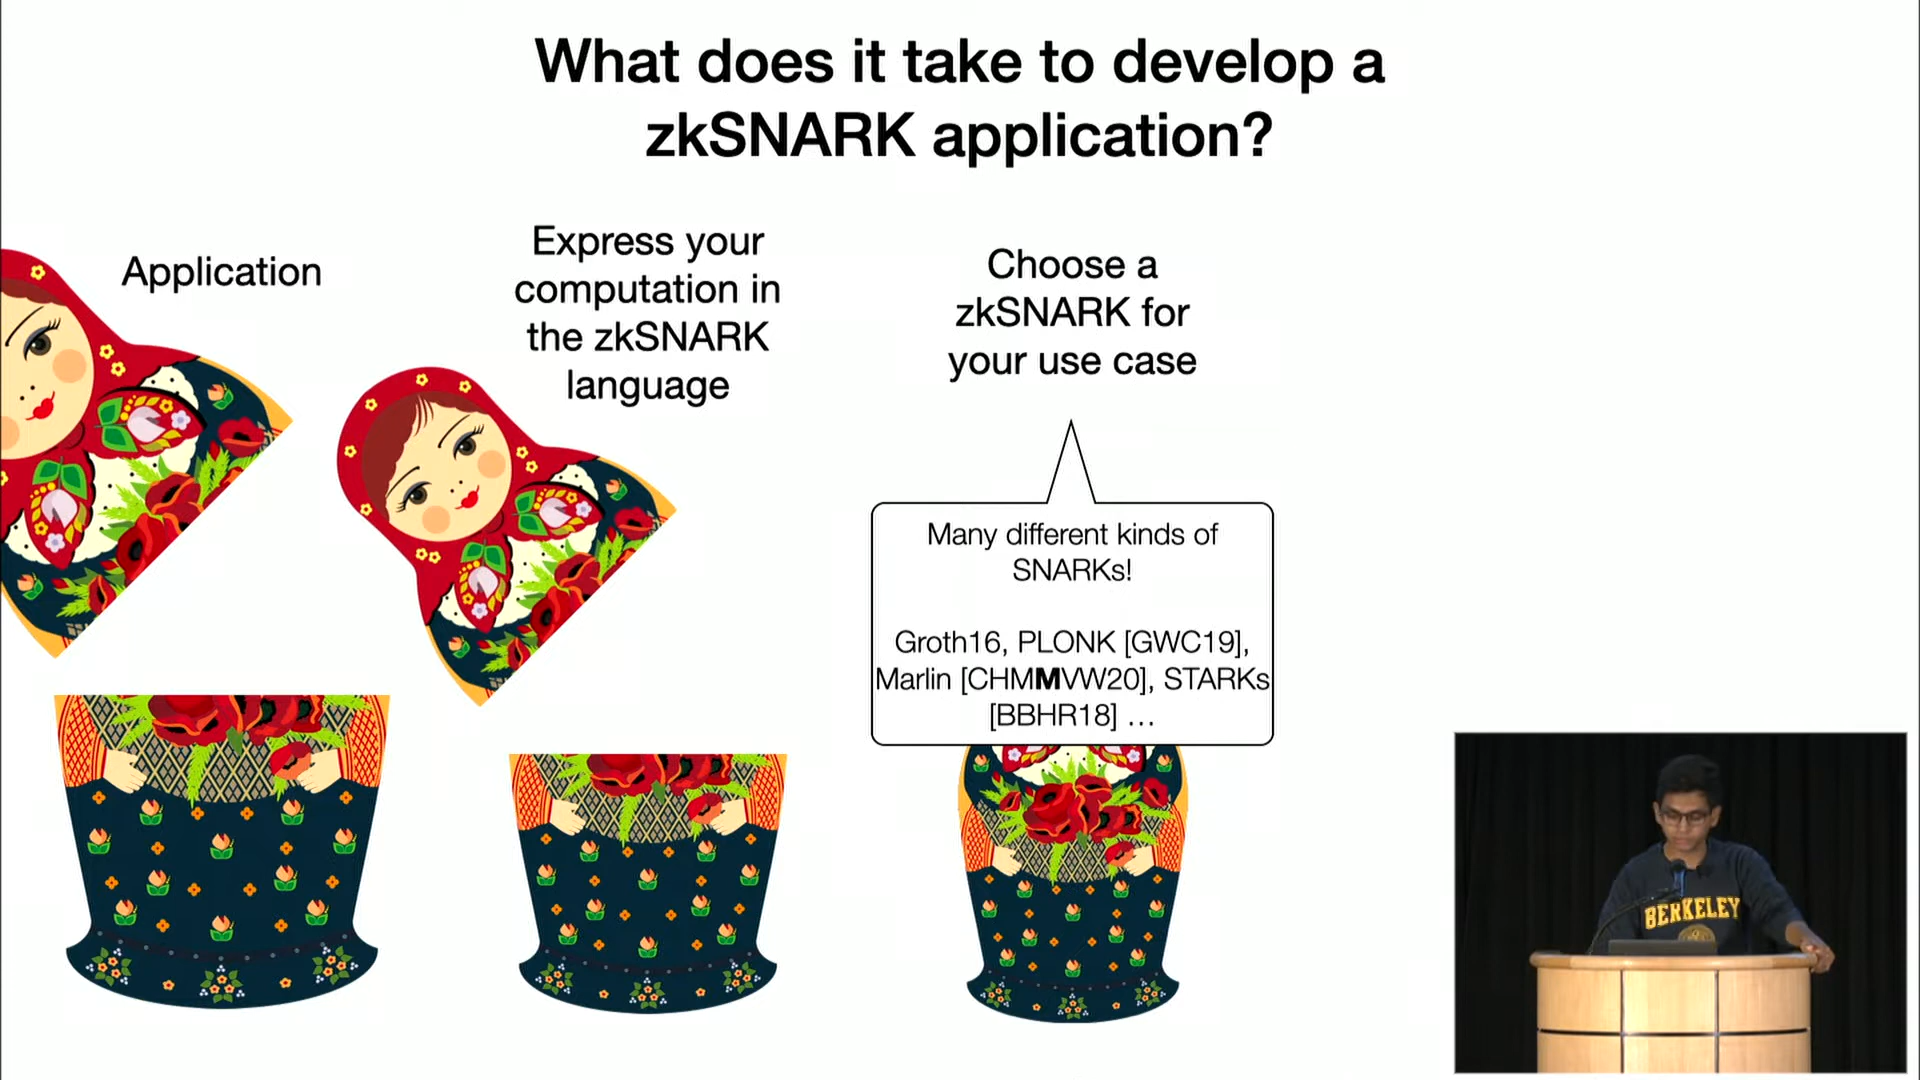 What does it take to develop a
zkSNARK application?
Application
Express your
computation in
the zkSNARK
language
Choose a
zkSNARK for
your use case
Many different kinds of
SNARKs!
Groth16, PLONK [GWC19],
Marlin [CHMMVW20], STARKs
[BBHR18] …
BERKELEY